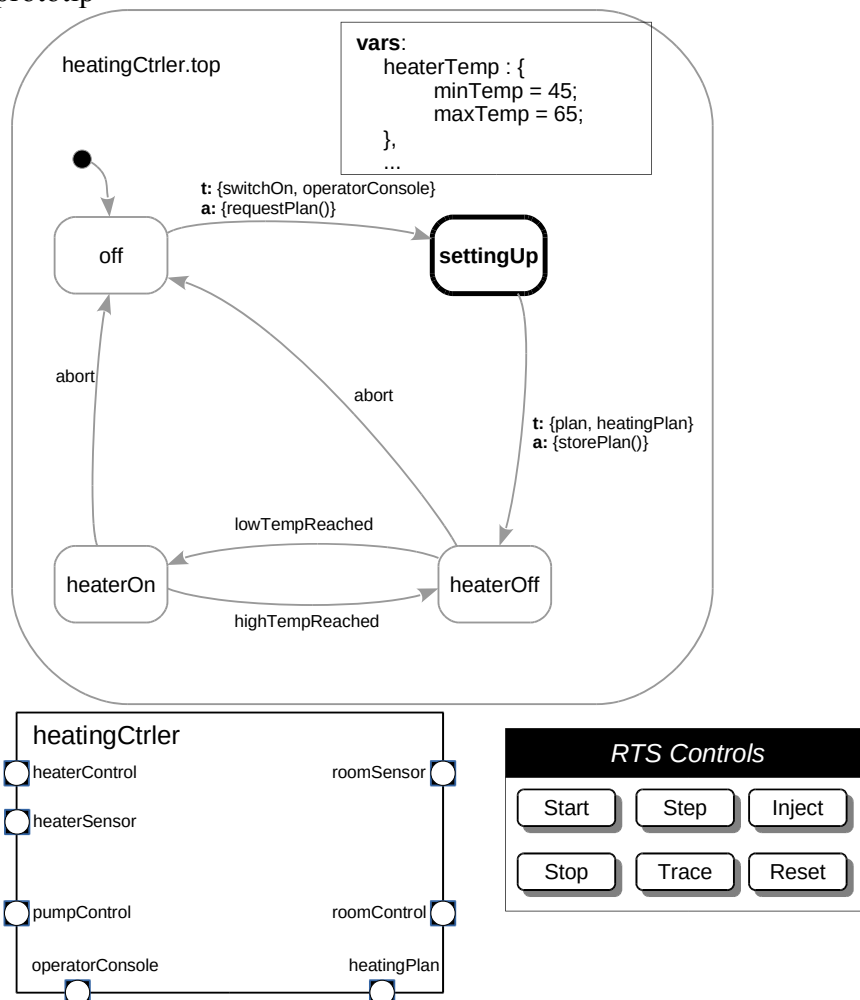 prototip
heatingCtrler.top
vars:
heaterTemp : {
minTemp = 45;
maxTemp = 65;
},
...
t: {switchOn, operatorConsole}
a: {requestPlan()}
off
settingUp
abort
abort
t: {plan, heatingPlan}
a: {storePlan()}
lowTempReached
heaterOn
heaterOff
highTempReached
heatingCtrler
heaterControl
roomSensor
heaterSensor
pumpControl
roomControl
operatorConsole
heatingPlan
RTS Controls
Start
Step
Inject
Stop
Trace
Reset